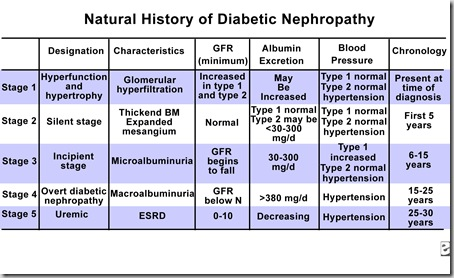 Natural History of Diabetic Nephropathy
Designation Characteristics GFR (minimum) Albumin Excretion Blood Pressure Chronology
Stage 1 Hyperfunction and hypertrophy Glomerular hyperfiltration Increased in type 1 and type 2 May Be Increased Type 1 normal Type 2 normal hypertension Present at time of diagnosis
Stage 2 Silent stage Thickend BM Expanded mesangium Normal Type 1 normal Type 2 may be <30-300 mg/d Type 1 normal Type 2 normal hypertension First 5 years
Stage 3 Incipient stage Microalbuminuria GFR begins to fall 30-300 mg/d Type 1 increased Type 2 normal hypertension 6-15 years
Stage 4 Overt diabetic nephropathy Macroalbuminuria GFR below N >380 mg/d Hypertension 15-25 years
Stage 5 Uremic ESRD 0-10 Decreasing Hypertension 25-30 years